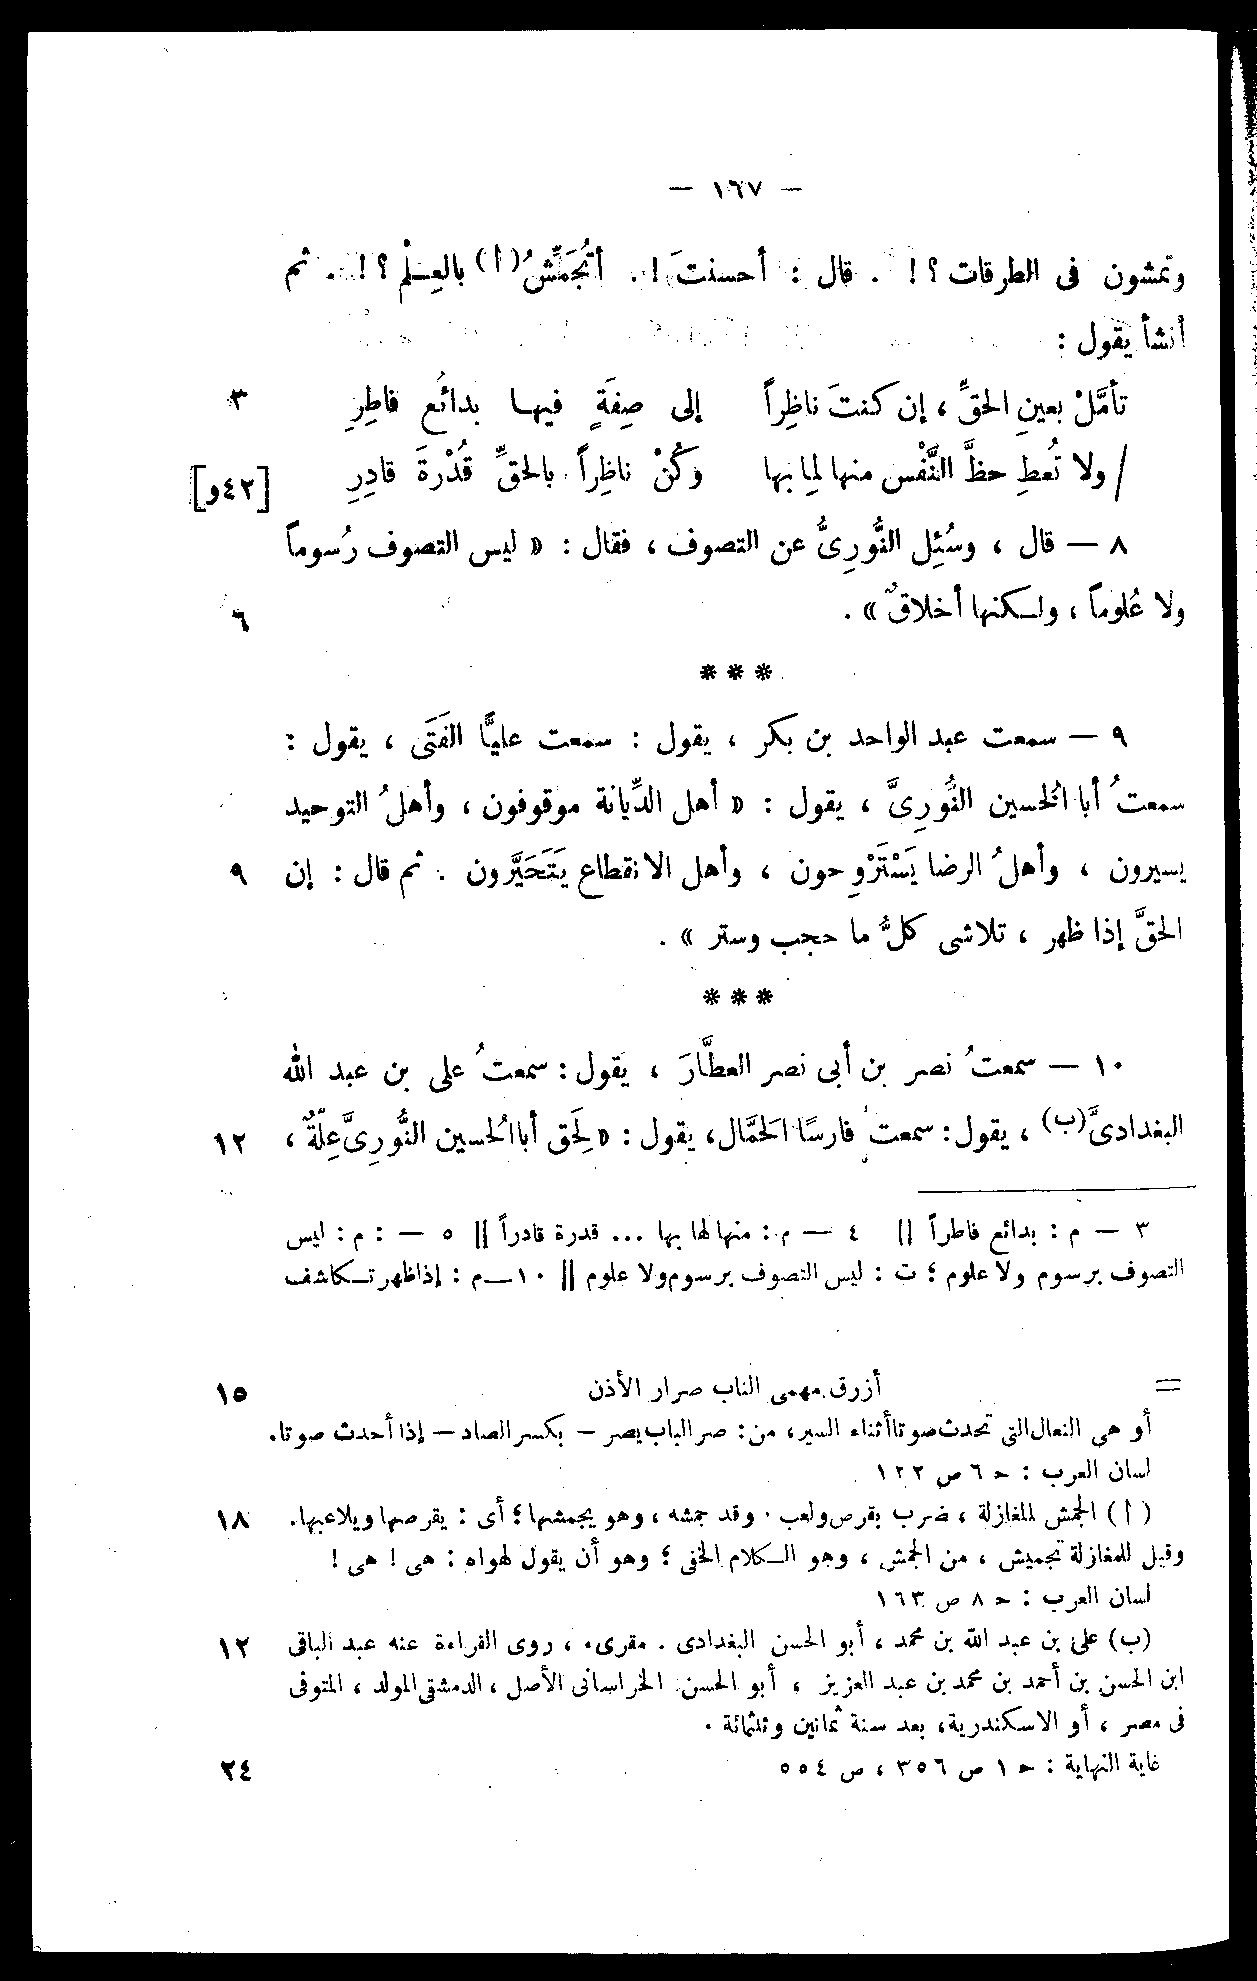 — ١٦٧ —
وتمشون فى الطرقات ؟ ! . قال : أحسنتَ ! . أتُجَمِّشُ(أ) بالعِـلْم ؟ ! . ثم
أنشأ يقول :
تأمَّلْ بعينِ الحقِّ ، إن كنتَ ناظِراً إلى صِفَةٍ فيهـا بدائع فاطِرِ ٣
/ ولا تُعطِ حظَّ النَّفْس منها لِما بها وكُنْ ناظِراً بالحقِّ قُدْرةَ قادِرِ [٤٢و]
٨ — قال ، وسُئِل النُّورِىُّ عن التصوف ، فقال : « ليس التصوف رُسوماً
ولا عُلوماً ، ولـكنها أخلاقٌ » . ٦
* * *
٩ — سمعت عبد الواحد بن بكر ، يقول : سمعت عليًّا الفَتَى ، يقول :
سمعتُ أبا الحسين النُّورِىَّ ، يقول : « أهل الدِّيانة موقوفون ، وأهلُ التوحيد
يسيرون ، وأهلُ الرضا يَسْتَرْوِحون ، وأهل الانقطاع يَتَحَيَّرون . ثم قال : إن ٩
الحقَّ إذا ظهر ، تلاشى كلُّ ما حجب وستر » .
* * *
١٠ — سمعتُ نصر بن أبى نصر العطَّارَ ، يقول : سمعتُ على بن عبد الله
البغدادىَّ(ب) ، يقول : سمعتُ فارسًا الحَمَّال، يقول : « لَحِق أبا الحسين النُّورِىَّ عِلّةٌ ، ١٢
٣ — م : بدائع فاطراً || ٤ — م : منها لها بها ... قدرة قادراً || ٥ — : م : ليس
التصوف برسوم ولا علوم ؛ ت : ليس التصوف برسوم ولا علوم || ١٠ — م : إذا ظهر تـكاشف
= أزرق مهمى الناب صرار الأذن ١٥
أو هى النعال التى تحدث صوتا أثناء السير، من : صر الباب يصر – بكسر الصاد – إذا أحدث صوتا.
لسان العرب : حـ ٦ ص ١٢٢
( أ ) الجمش المغازلة ، ضرب بقرص ولعب . وقد جمشه ، وهو يجمشها ؛ أى : يقرصها ويلاعبها. ١٨
وقيل للمغازلة تجميش ، من الجمش ، وهو الـكلام الخفى ؛ وهو أن يقول لهواه : هى ! هى !
لسان العرب : حـ ٨ ص ١٦٣
(ب) على بن عبد الله بن محمد ، أبو الحسن البغدادى . مقرىء ، روى القراءة عنه عبد الباقى ١٢
ابن الحسن بن أحمد بن محمد بن عبد العزيز ، أبو الحسن الخراسانى الأصل ، الدمشقى المولد ، المتوفى
فى مصر ، أو الاسكندرية، بعد سنة ثمانين وثلثمائة .
غاية النهاية : حـ ١ ص ٣٥٦ ، ص ٥٥٤ ٢٤